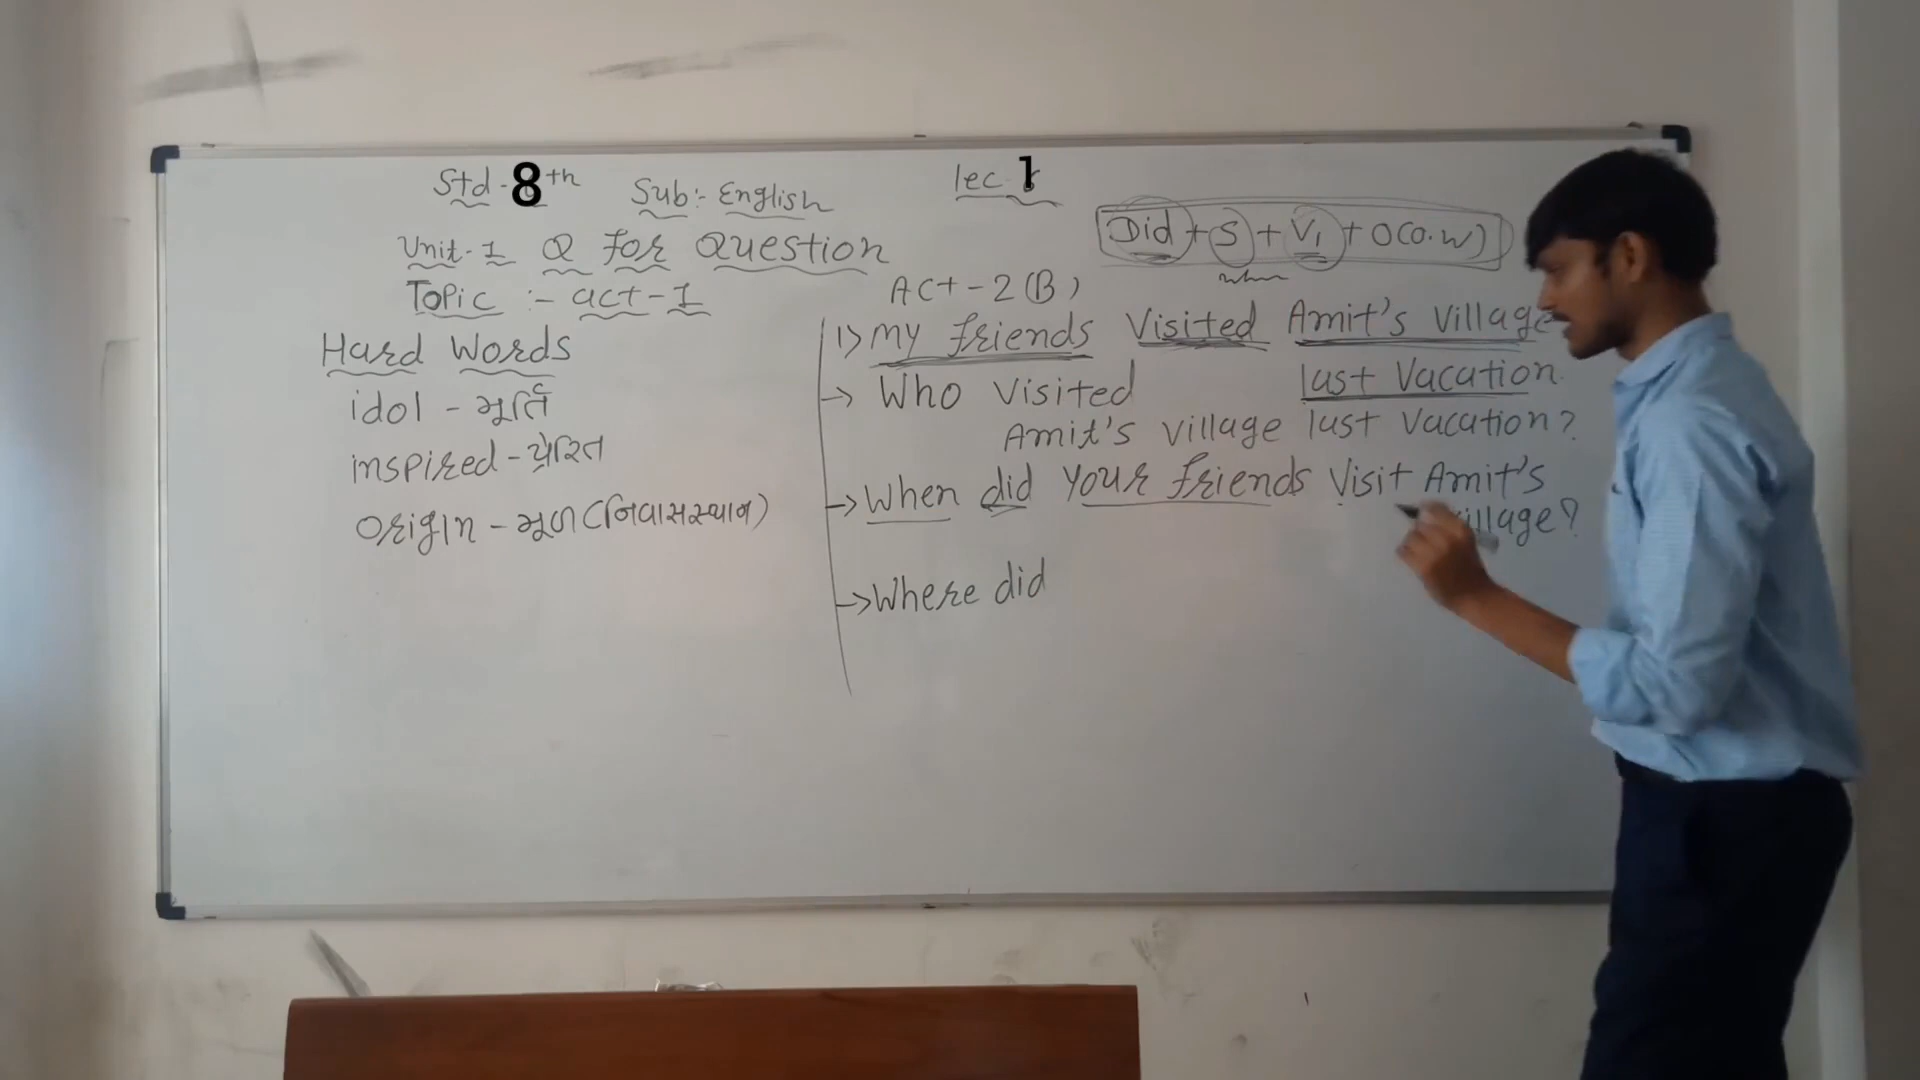 Std - 8th Sub:- English lec 1
Unit-1 Q for Question
Topic :- act-1
Hard Words
idol - મૂર્તિ
inspired - પ્રેરિત
origin - મૂળ (નિવાસસ્થાન)
Did + S + V1 + O(o.w)
when
Act - 2 (B)
1) My friends Visited Amit's Village
last Vacation.
→ Who Visited
Amit's Village last Vacation?
→ When did your friends Visit Amit's
village?
→ Where did